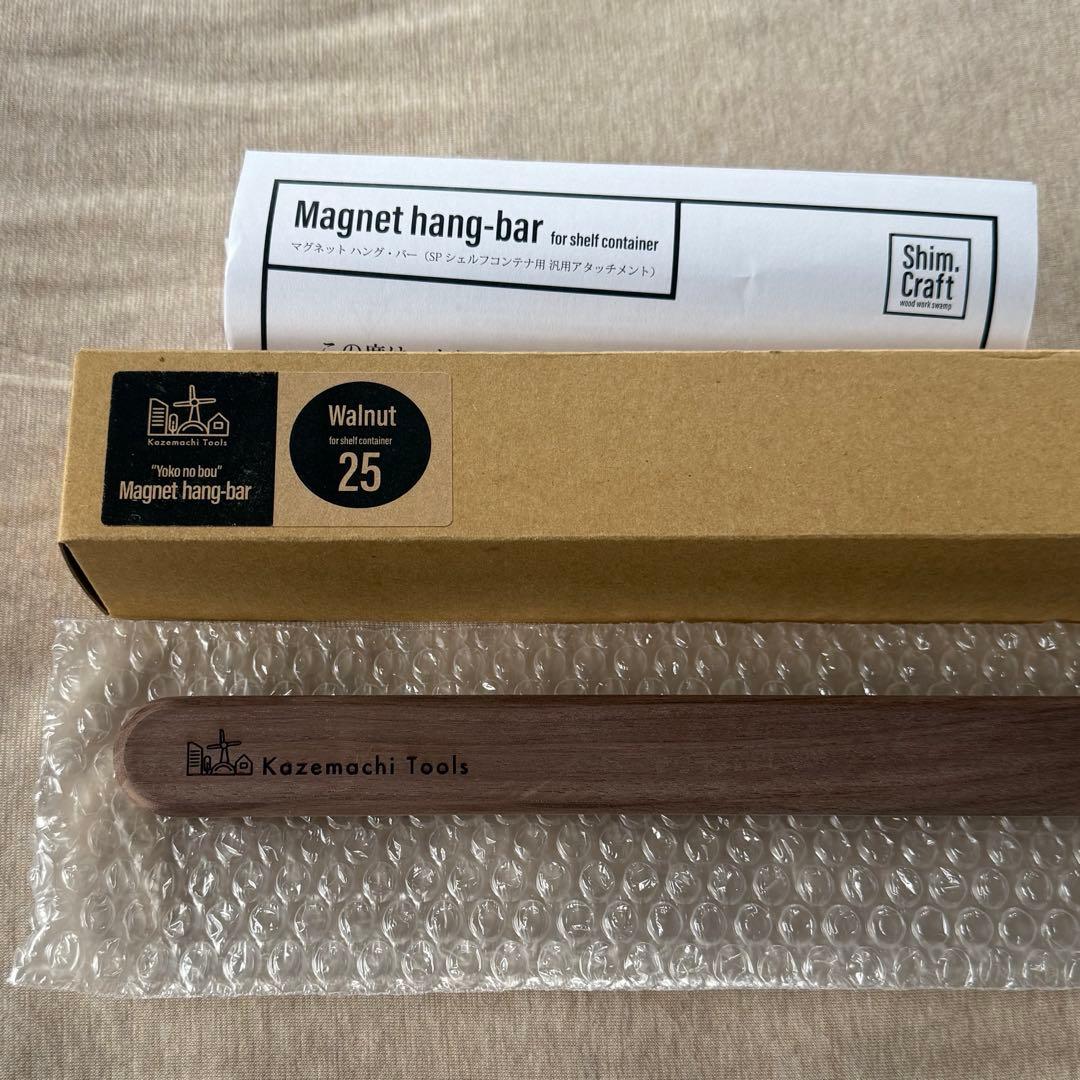 Magnet hang-bar for shelf container
マグネット ハング・バー（SP シェルフコンテナ用 汎用アタッチメント）
Shim.
Craft
wood work swamp
Kazemachi Tools
"Yoko no bou"
Magnet hang-bar
Walnut
for shelf container
25
Kazemachi Tools